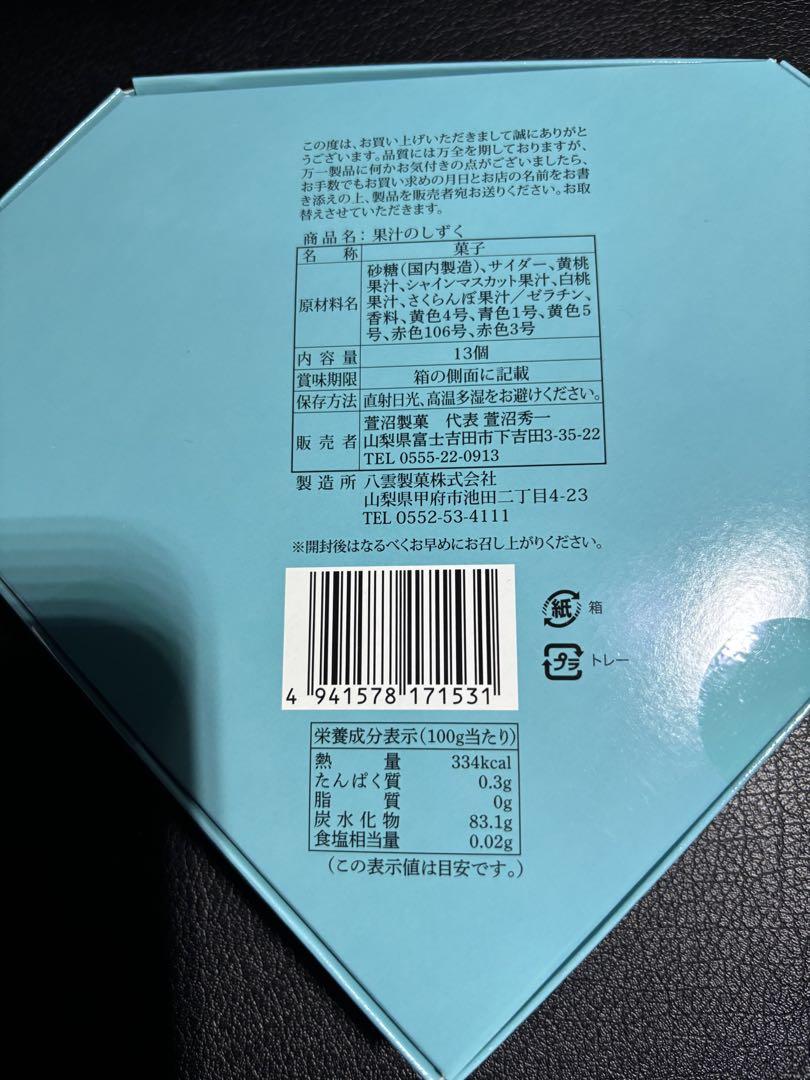 この度は、お買い上げいただきまして誠にありがと
うございます。品質には万全を期しておりますが、
万一製品に何かお気付きの点がございましたら、
お手数でもお買い求めの月日とお店の名前をお書
き添えの上、製品を販売者宛お送りください。お取
替えさせていただきます。
商品名：果汁のしずく
名称 菓子
原材料名 砂糖（国内製造）、サイダー、黄桃
果汁、シャインマスカット果汁、白桃
果汁、さくらんぼ果汁／ゼラチン、
香料、黄色4号、青色1号、黄色5
号、赤色106号、赤色3号
内容量 13個
賞味期限 箱の側面に記載
保存方法 直射日光、高温多湿をお避けください。
販売者 萱沼製菓 代表 萱沼秀一
山梨県富士吉田市下吉田3-35-22
TEL 0555-22-0913
製造所 八雲製菓株式会社
山梨県甲府市池田二丁目4-23
TEL 0552-53-4111
※開封後はなるべくお早めにお召し上がりください。
紙 箱
プラ トレー
4 941578 171531
栄養成分表示（100g当たり）
熱量 334kcal
たんぱく質 0.3g
脂質 0g
炭水化物 83.1g
食塩相当量 0.02g
（この表示値は目安です。）